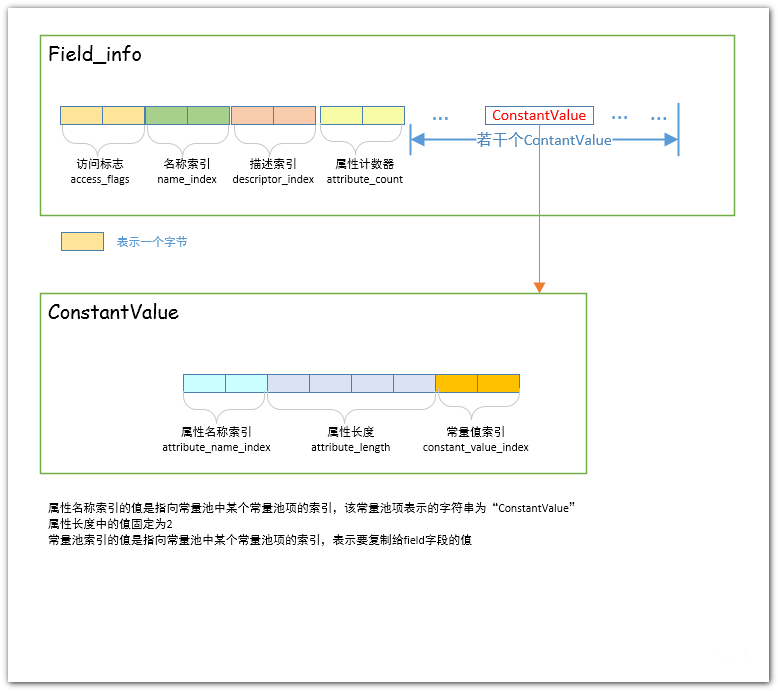 Field_info
... ConstantValue ... ...
若干个ContantValue
访问标志 名称索引 描述索引 属性计数器
access_flags name_index descriptor_index attribute_count
表示一个字节
ConstantValue
属性名称索引 属性长度 常量值索引
attribute_name_index attribute_length constant_value_index
属性名称索引的值是指向常量池中某个常量池项的索引，该常量池项表示的字符串为“ConstantValue”
属性长度中的值固定为2
常量池索引的值是指向常量池中某个常量池项的索引，表示要复制给field字段的值